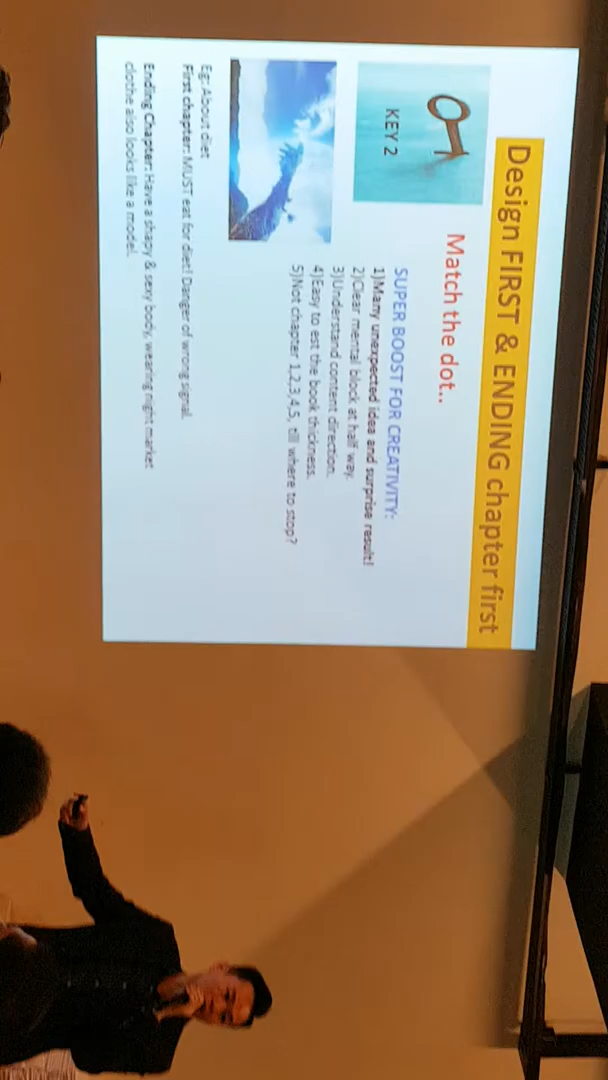 Design FIRST & ENDING chapter first
Match the dot..
KEY 2
SUPER BOOST FOR CREATIVITY:
1)Many unexpected idea and surprise result!
2)Clear mental block at half way.
3)Understand content direction.
4)Easy to est the book thickness.
5)Not chapter 1,2,3,4,5, till where to stop?
Eg: About diet
First chapter: MUST eat for diet! Danger of wrong signal.
Ending Chapter: Have a shapy & sexy body, wearing night market
clothe also looks like a model.